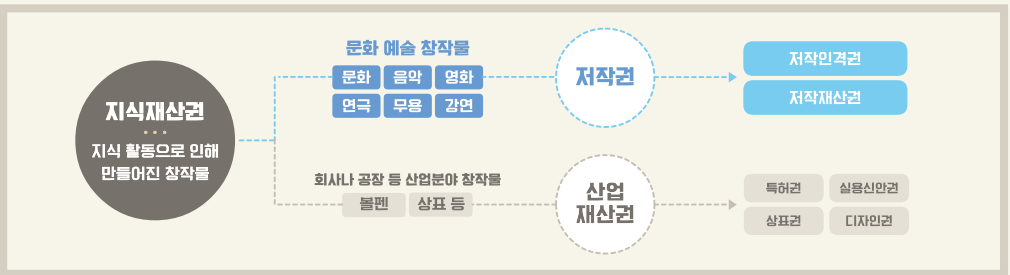 지식재산권
지식 활동으로 인해
만들어진 창작물
문화 예술 창작물
문화 음악 영화
연극 무용 강연
저작권
저작인격권
저작재산권
회사나 공장 등 산업분야 창작물
볼펜 상표 등
산업
재산권
특허권 실용신안권
상표권 디자인권